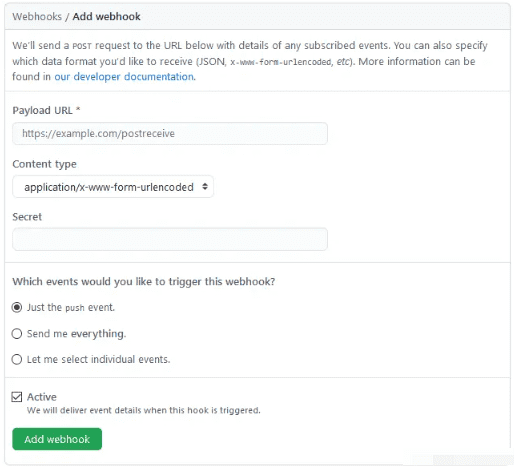 Webhooks / Add webhook
We'll send a POST request to the URL below with details of any subscribed events. You can also specify
which data format you'd like to receive (JSON, x-www-form-urlencoded, etc). More information can be
found in our developer documentation.
Payload URL *
https://example.com/postreceive
Content type
application/x-www-form-urlencoded
Secret
Which events would you like to trigger this webhook?
Just the push event.
Send me everything.
Let me select individual events.
Active
We will deliver event details when this hook is triggered.
Add webhook